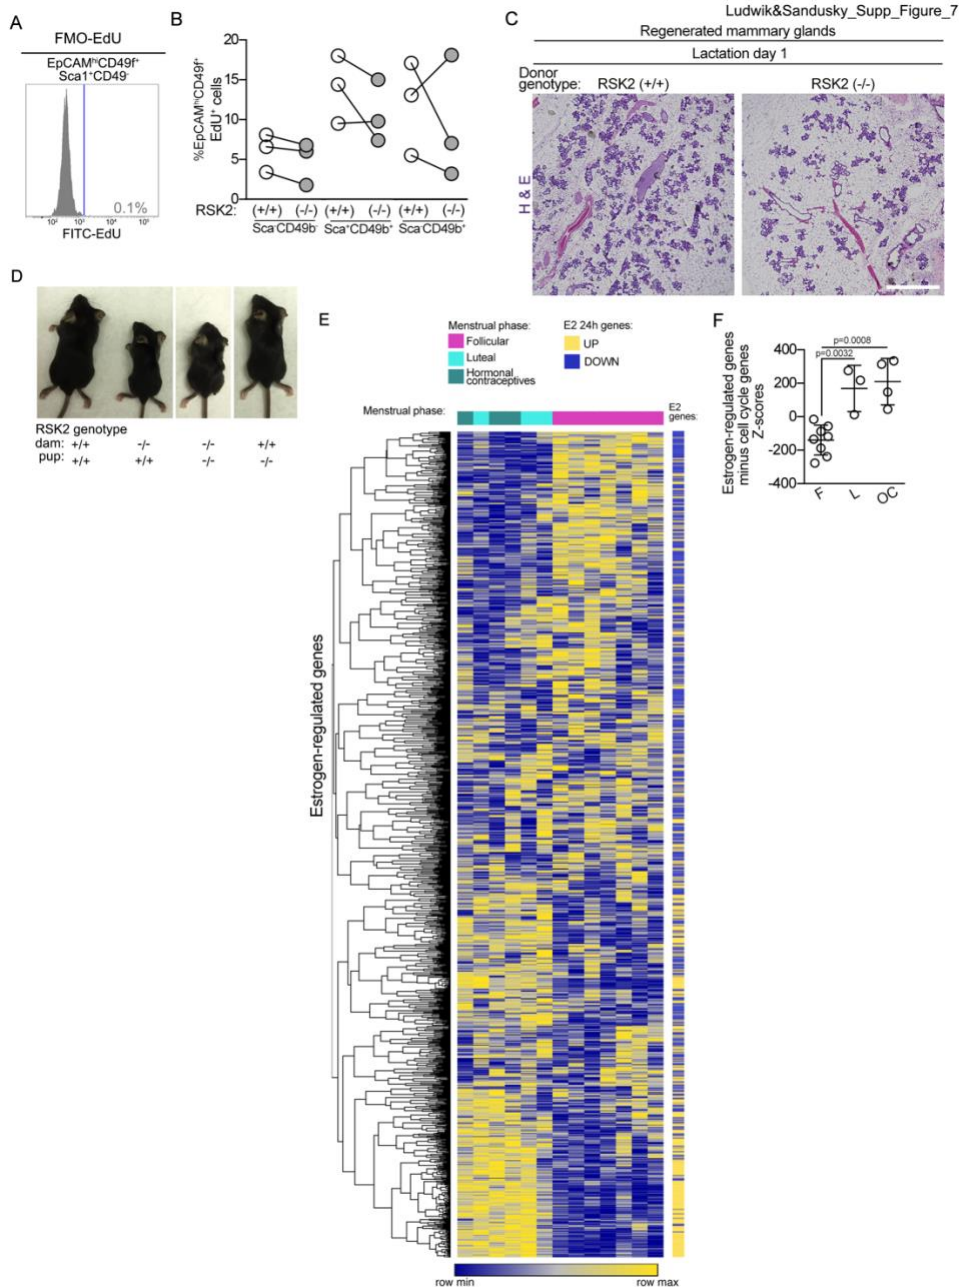 Ludwik&Sandusky_Supp_Figure_7
A
FMO-EdU
EpCAMʰⁱCD49f⁺
Sca1⁺CD49⁻
0.1%
FITC-EdU
B
%EpCAMʰⁱCD49f⁺
EdU⁺ cells
20
15
10
5
0
RSK2: (+/+) (-/-) (+/+) (-/-) (+/+) (-/-)
Sca⁻CD49b⁻ Sca⁺CD49b⁺ Sca⁻CD49b⁺
C
Regenerated mammary glands
Lactation day 1
Donor
genotype: RSK2 (+/+) RSK2 (-/-)
H & E
D
RSK2 genotype
dam: +/+ -/- -/- +/+
pup: +/+ +/+ -/- -/-
E
Menstrual phase:
Follicular
Luteal
Hormonal
contraceptives
E2 24h genes:
UP
DOWN
Menstrual phase:
E2
genes:
Estrogen-regulated genes
row min row max
F
Estrogen-regulated genes
minus cell cycle genes
Z-scores
p=0.0008
p=0.0032
400
200
0
-200
-400
F L OC